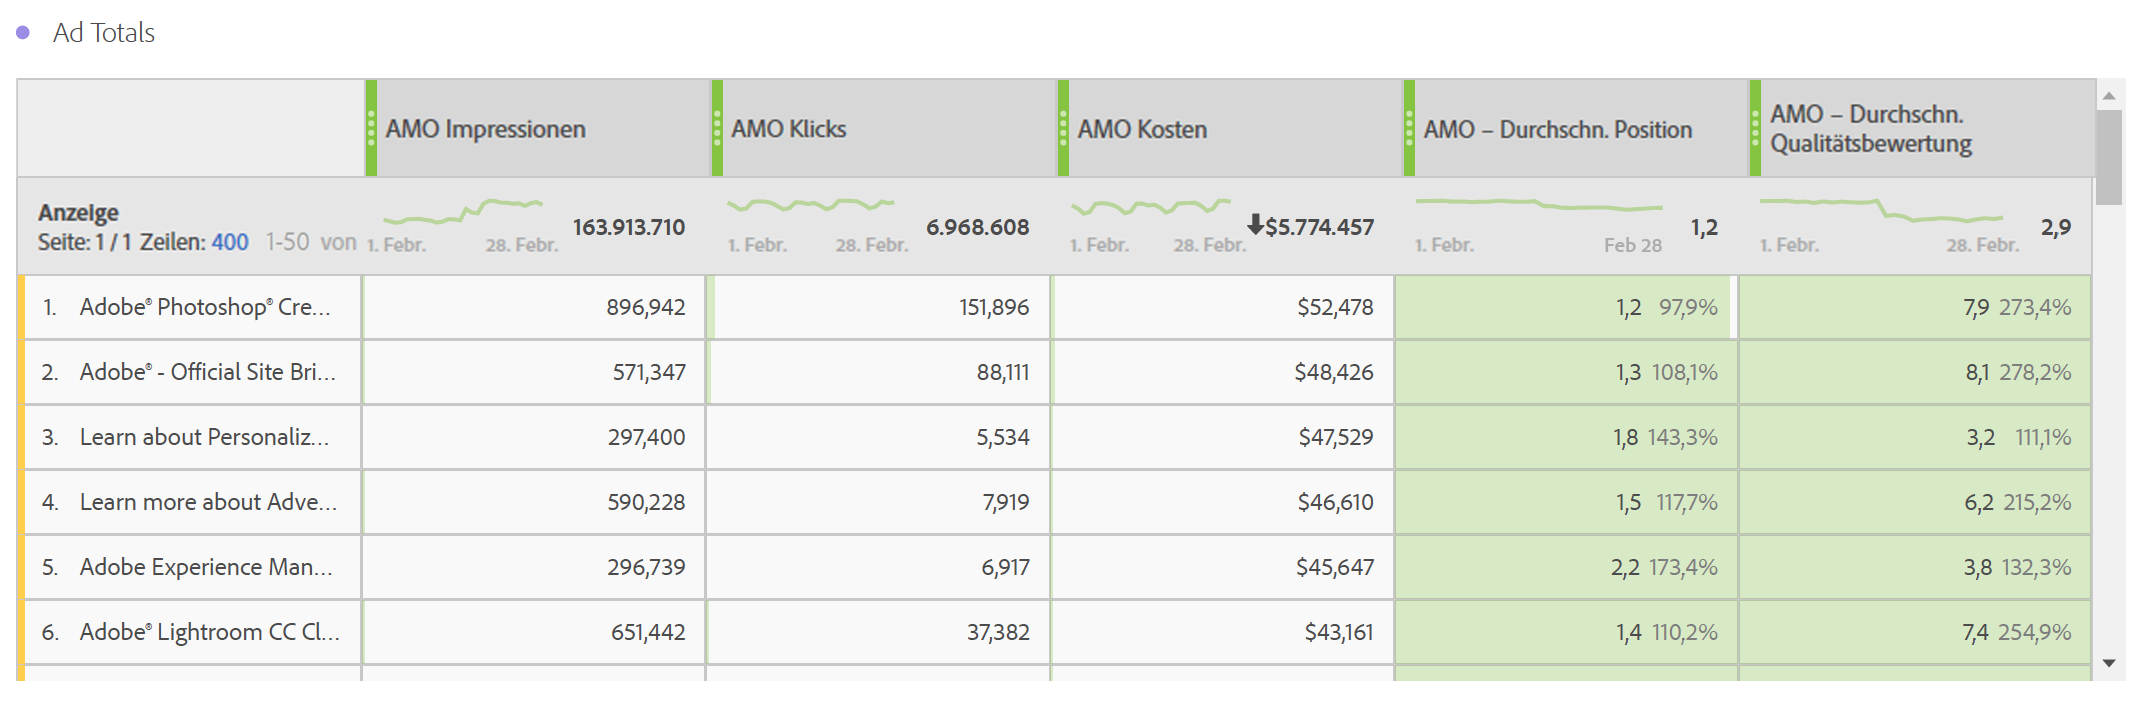 Ad Totals
AMO Impressionen
AMO Klicks
AMO Kosten
AMO – Durchschn. Position
AMO – Durchschn.
Qualitätsbewertung
Anzeige
Seite: 1 / 1 Zeilen: 400 1-50 von
1. Febr. 28. Febr. 163.913.710
1. Febr. 28. Febr. 6.968.608
1. Febr. 28. Febr. $5.774.457
1. Febr. Feb 28 1,2
1. Febr. 28. Febr. 2,9
1. Adobe® Photoshop® Cre... 896,942 151,896 $52,478 1,2 97,9% 7,9 273,4%
2. Adobe® - Official Site Bri... 571,347 88,111 $48,426 1,3 108,1% 8,1 278,2%
3. Learn about Personaliz... 297,400 5,534 $47,529 1,8 143,3% 3,2 111,1%
4. Learn more about Adve... 590,228 7,919 $46,610 1,5 117,7% 6,2 215,2%
5. Adobe Experience Man... 296,739 6,917 $45,647 2,2 173,4% 3,8 132,3%
6. Adobe® Lightroom CC Cl... 651,442 37,382 $43,161 1,4 110,2% 7,4 254,9%